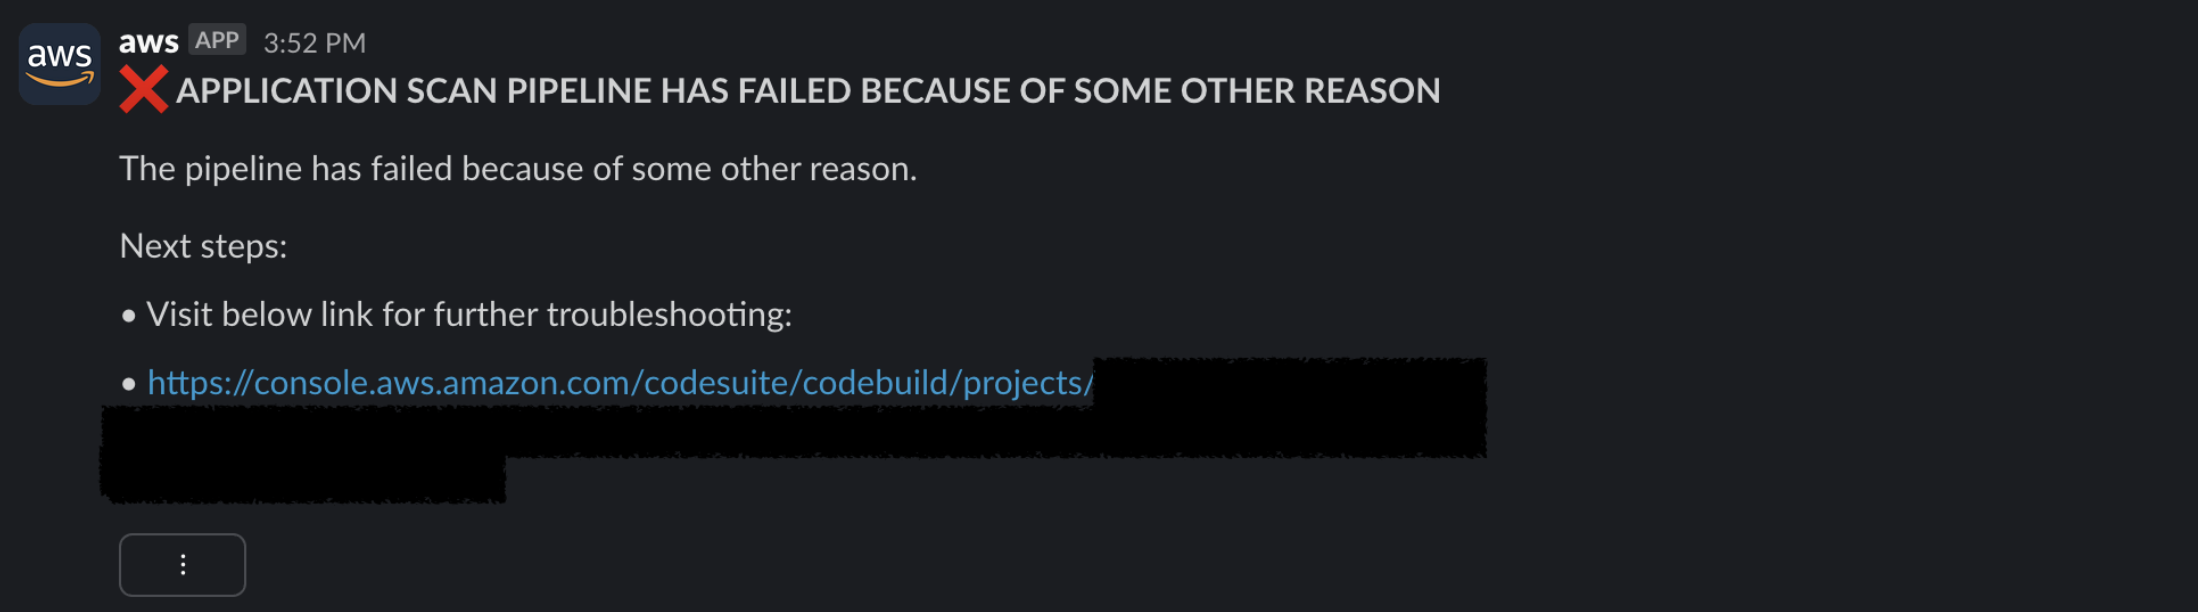 aws
aws APP 3:52 PM
❌ APPLICATION SCAN PIPELINE HAS FAILED BECAUSE OF SOME OTHER REASON
The pipeline has failed because of some other reason.
Next steps:
• Visit below link for further troubleshooting:
• https://console.aws.amazon.com/codesuite/codebuild/projects/